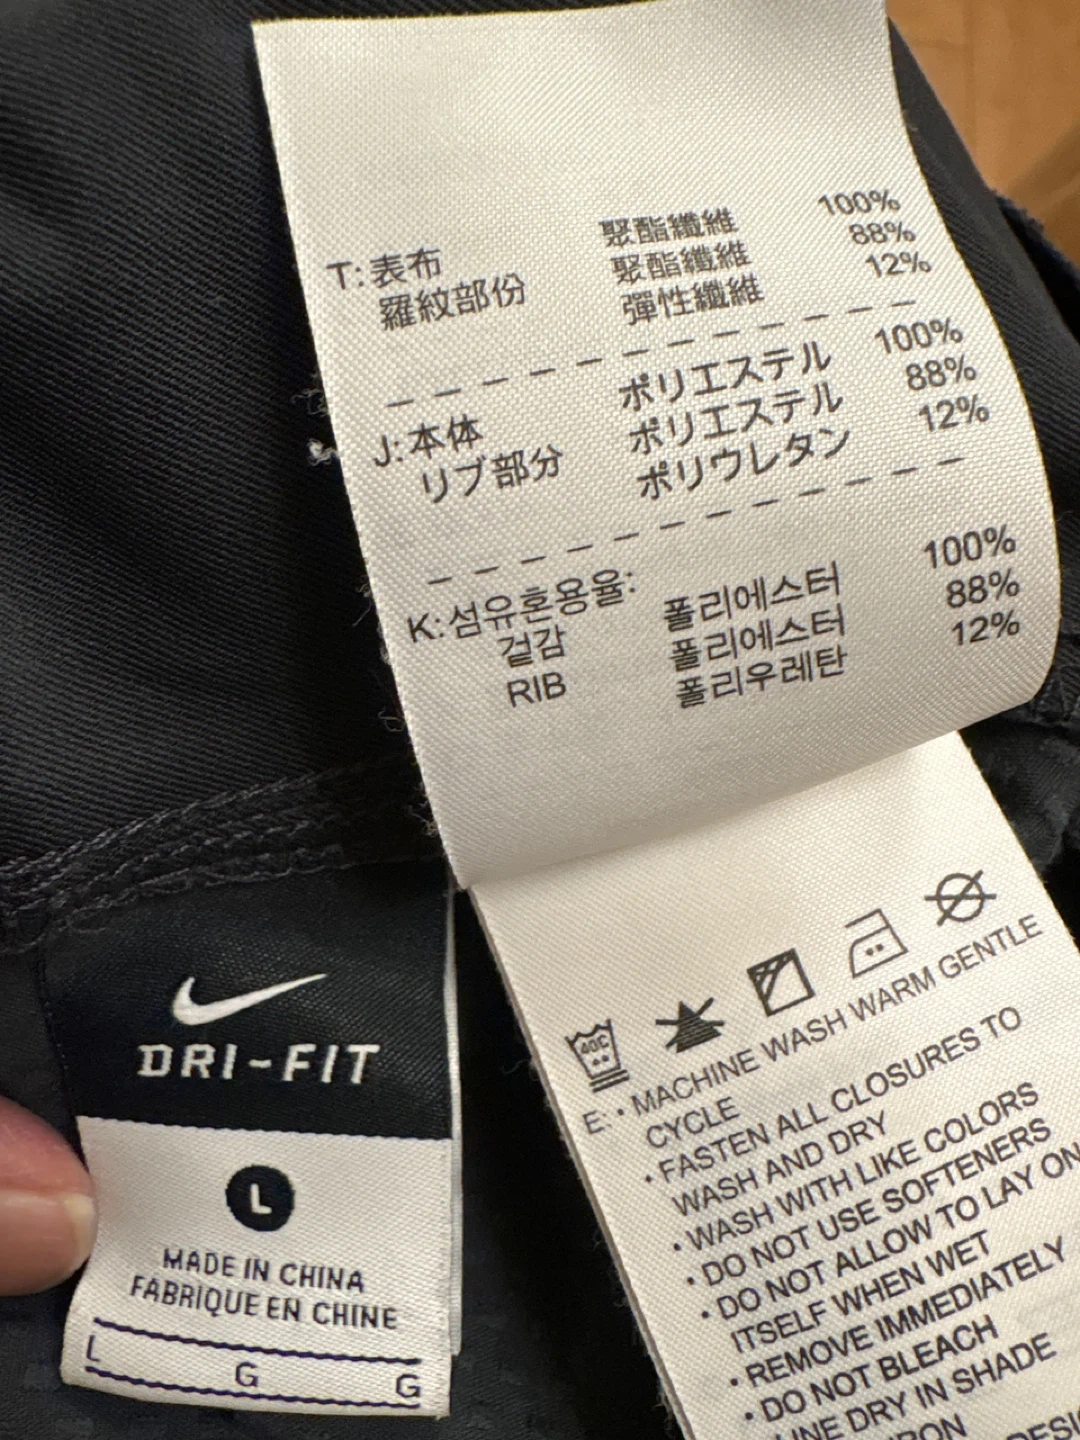 T: 表布 聚酯纖維 100%
羅紋部份 聚酯纖維 88%
彈性纖維 12%
J: 本体 ポリエステル 100%
リブ部分 ポリエステル 88%
ポリウレタン 12%
K: 섬유혼용율:
겉감 폴리에스터 100%
RIB 폴리에스터 88%
폴리우레탄 12%
40C
E: • MACHINE WASH WARM GENTLE
CYCLE
• FASTEN ALL CLOSURES TO
WASH AND DRY
• WASH WITH LIKE COLORS
• DO NOT USE SOFTENERS
• DO NOT ALLOW TO LAY ON
ITSELF WHEN WET
• REMOVE IMMEDIATELY
• DO NOT BLEACH
LINE DRY IN SHADE
DRI-FIT
L
MADE IN CHINA
FABRIQUE EN CHINE
L G G